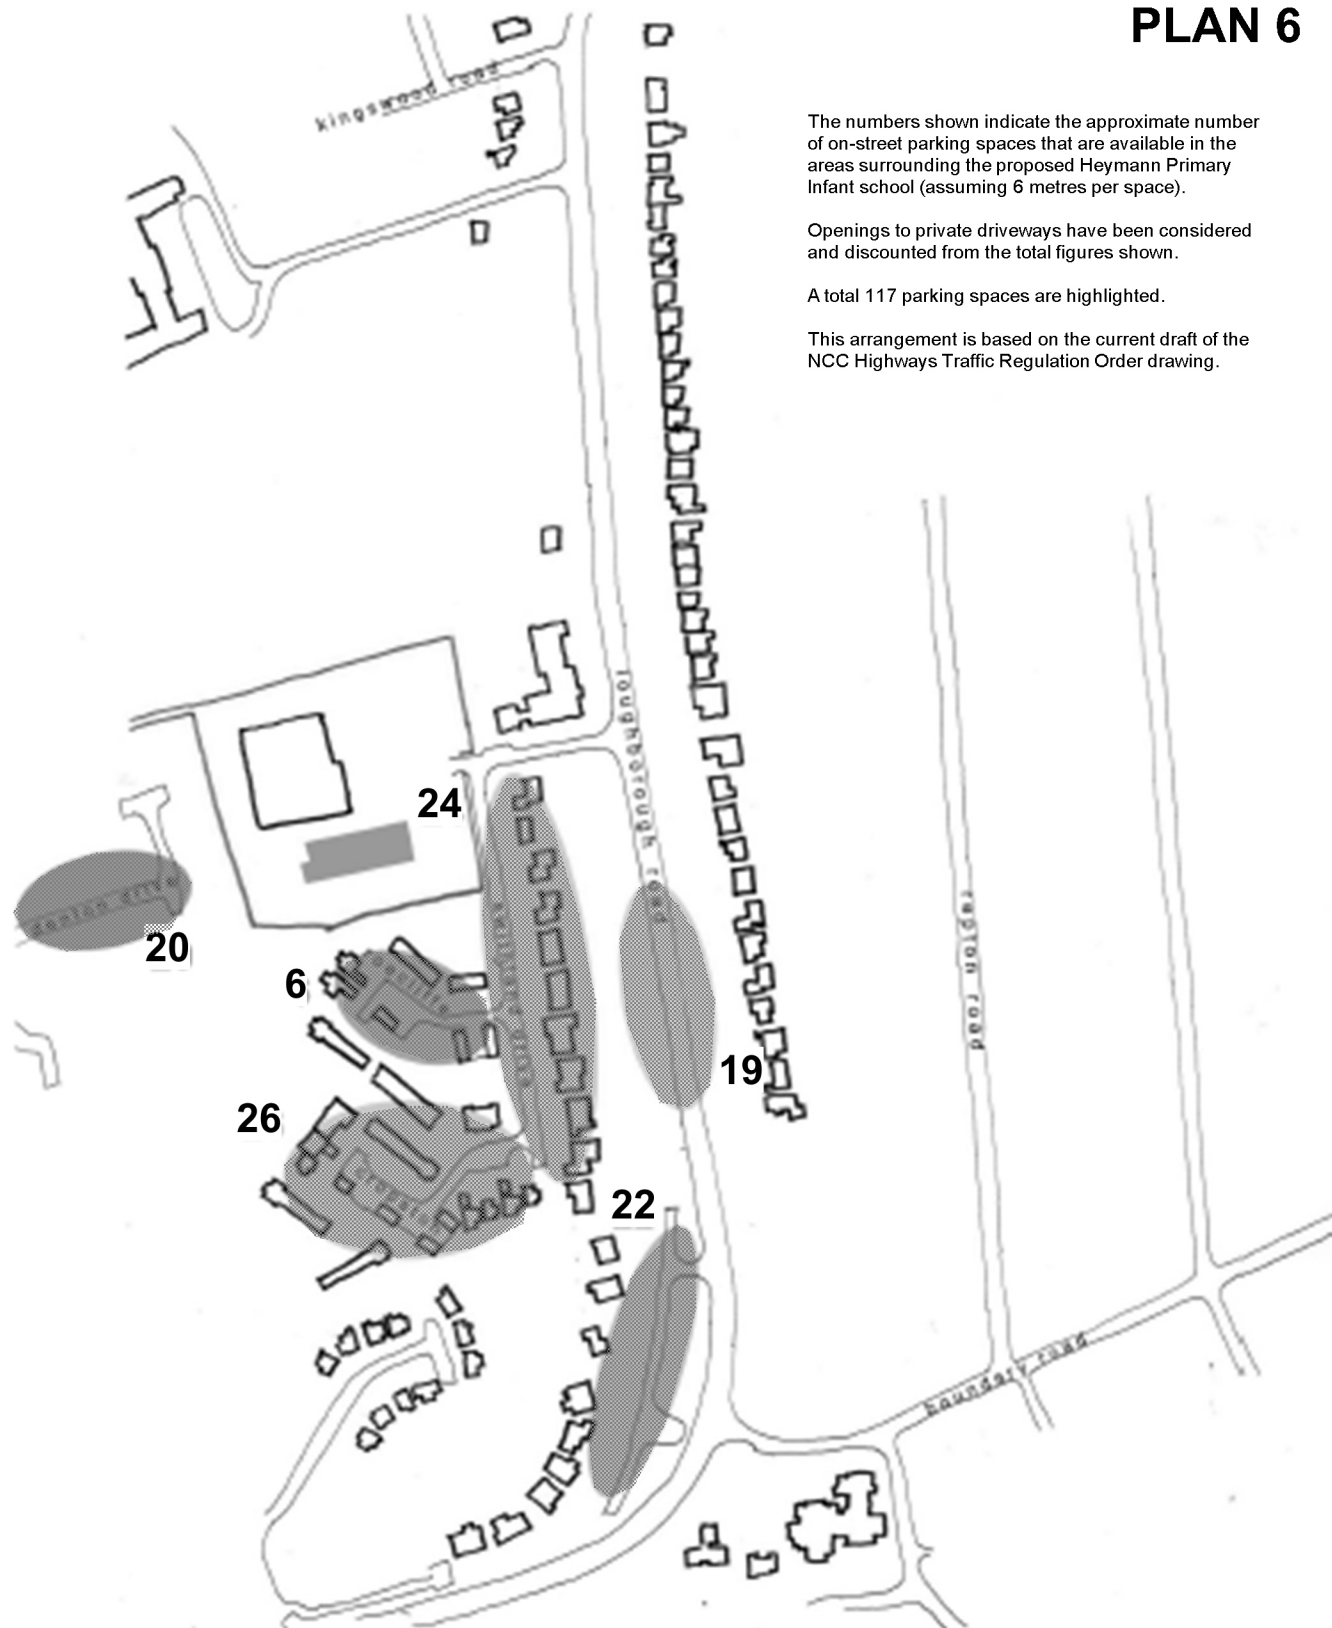 PLAN 6
The numbers shown indicate the approximate number
of on-street parking spaces that are available in the
areas surrounding the proposed Heymann Primary
Infant school (assuming 6 metres per space).
Openings to private driveways have been considered
and discounted from the total figures shown.
A total 117 parking spaces are highlighted.
This arrangement is based on the current draft of the
NCC Highways Traffic Regulation Order drawing.
kingswood road
loughborough road
24
denton drive
20
6
repton road
19
26
22
boundary road